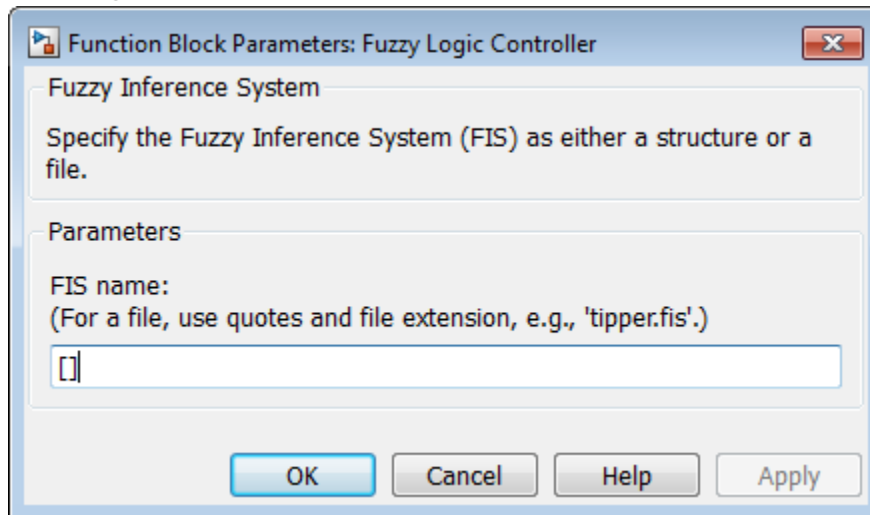 Function Block Parameters: Fuzzy Logic Controller
Fuzzy Inference System
Specify the Fuzzy Inference System (FIS) as either a structure or a
file.
Parameters
FIS name:
(For a file, use quotes and file extension, e.g., 'tipper.fis'.)
[]
OK Cancel Help Apply